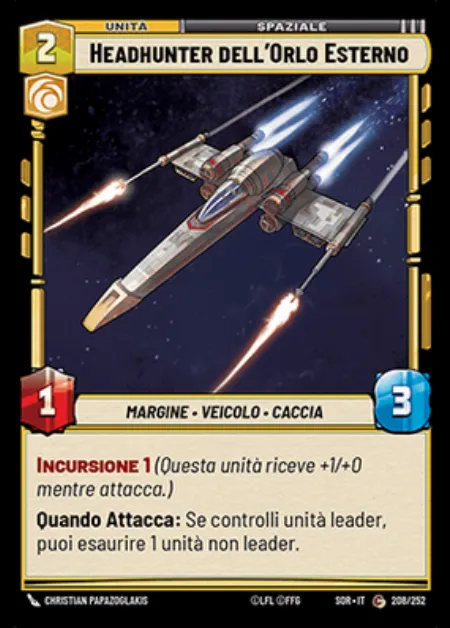 UNITÀ
SPAZIALE
2
HEADHUNTER DELL'ORLO ESTERNO
1
3
MARGINE • VEICOLO • CACCIA
INCURSIONE 1 (Questa unità riceve +1/+0
mentre attacca.)
Quando Attacca: Se controlli unità leader,
puoi esaurire 1 unità non leader.
CHRISTIAN PAPAZOGLAKIS
©LFL ©FFG
SOR • IT
C
208/252